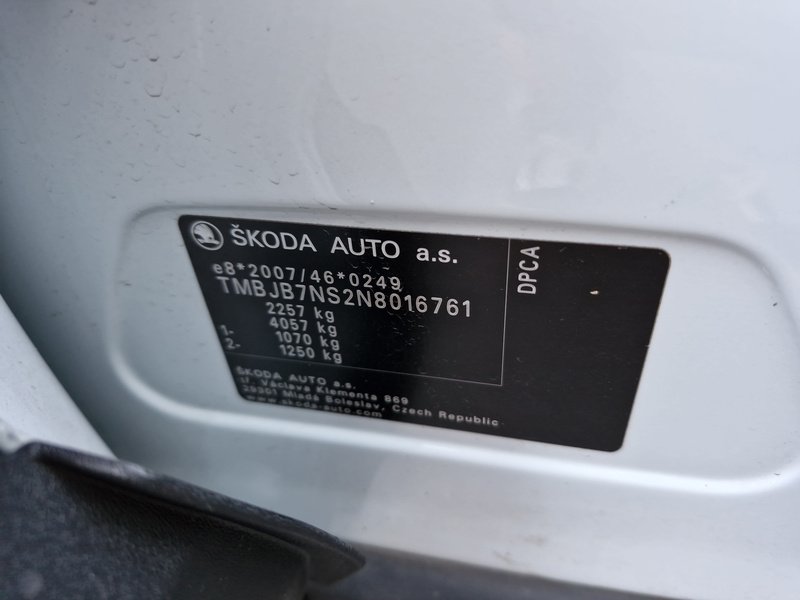 ŠKODA AUTO a.s.
e8*2007/46*0249
TMBJB7NS2N8016761
2257 kg
4057 kg
1- 1070 kg
2- 1250 kg
DPCA
ŠKODA AUTO a.s.
tř. Václava Klementa 869
29301 Mladá Boleslav, Czech Republic
www.skoda-auto.com